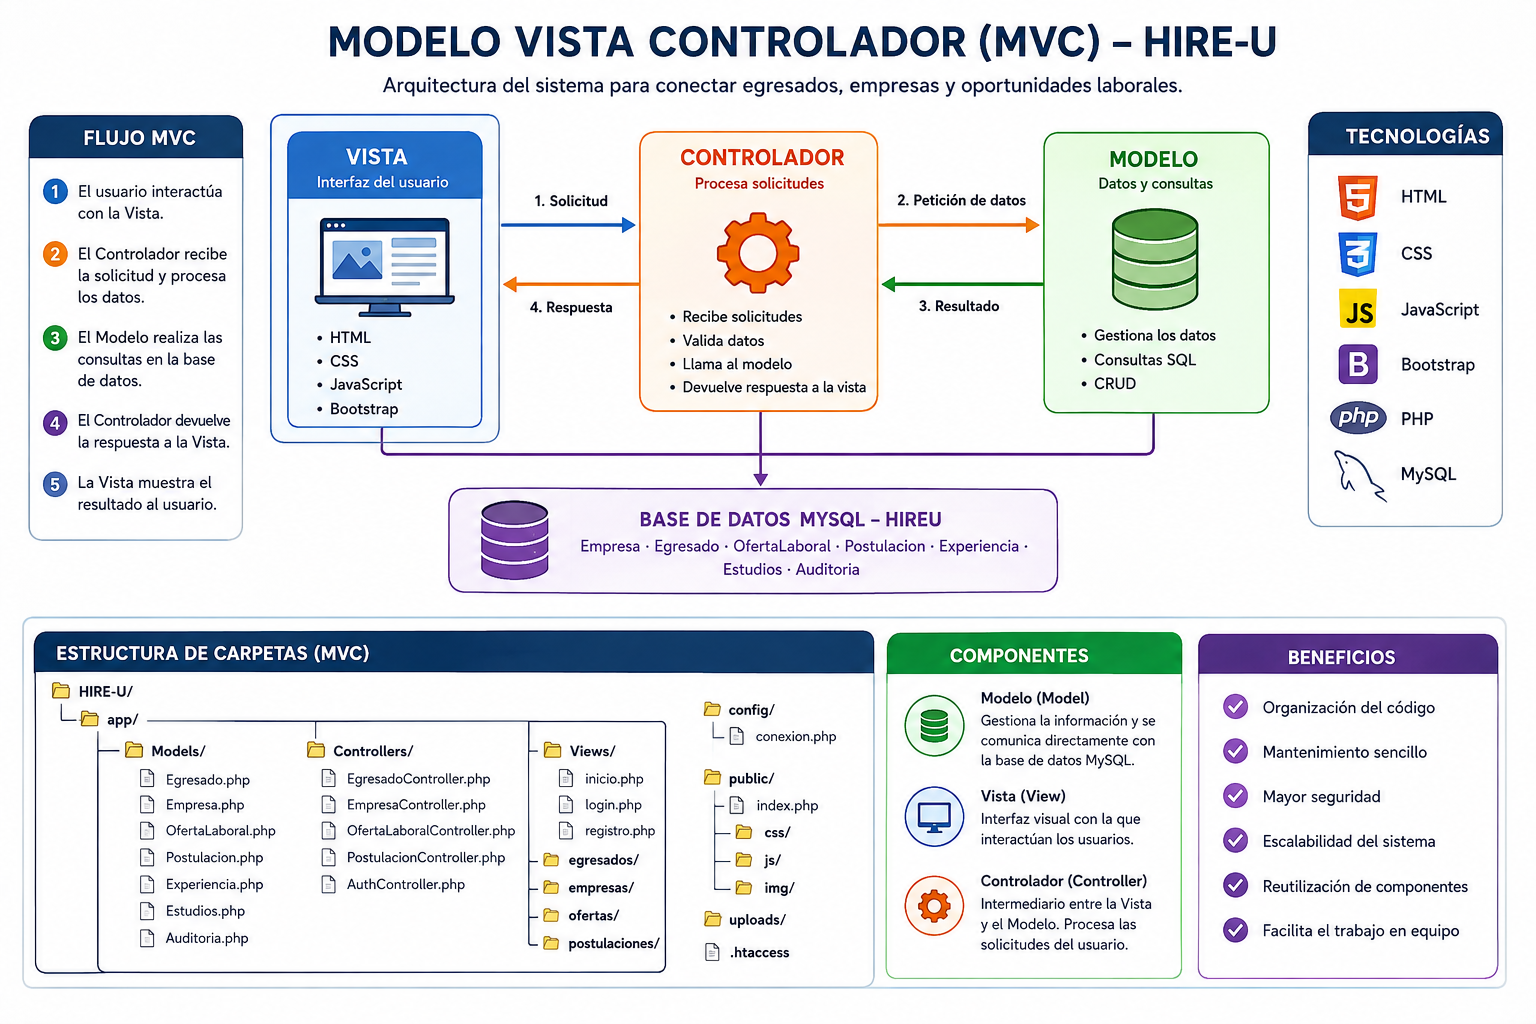 MODELO VISTA CONTROLADOR (MVC) – HIRE-U
Arquitectura del sistema para conectar egresados, empresas y oportunidades laborales.
FLUJO MVC
1 El usuario interactúa
con la Vista.
2 El Controlador recibe
la solicitud y procesa
los datos.
3 El Modelo realiza las
consultas en la base
de datos.
4 El Controlador devuelve
la respuesta a la Vista.
5 La Vista muestra el
resultado al usuario.
VISTA
Interfaz del usuario
• HTML
• CSS
• JavaScript
• Bootstrap
1. Solicitud
4. Respuesta
CONTROLADOR
Procesa solicitudes
• Recibe solicitudes
• Valida datos
• Llama al modelo
• Devuelve respuesta a la vista
2. Petición de datos
3. Resultado
MODELO
Datos y consultas
• Gestiona los datos
• Consultas SQL
• CRUD
TECNOLOGÍAS
5 HTML
3 CSS
JS JavaScript
B Bootstrap
php PHP
MySQL
BASE DE DATOS MYSQL – HIREU
Empresa · Egresado · OfertaLaboral · Postulacion · Experiencia ·
Estudios · Auditoria
ESTRUCTURA DE CARPETAS (MVC)
HIRE-U/
app/
Models/
Egresado.php
Empresa.php
OfertaLaboral.php
Postulacion.php
Experiencia.php
Estudios.php
Auditoria.php
Controllers/
EgresadoController.php
EmpresaController.php
OfertaLaboralController.php
PostulacionController.php
AuthController.php
Views/
inicio.php
login.php
registro.php
egresados/
empresas/
ofertas/
postulaciones/
config/
conexion.php
public/
index.php
css/
js/
img/
uploads/
.htaccess
COMPONENTES
Modelo (Model)
Gestiona la información y se
comunica directamente con
la base de datos MySQL.
Vista (View)
Interfaz visual con la que
interactúan los usuarios.
Controlador (Controller)
Intermediario entre la Vista
y el Modelo. Procesa las
solicitudes del usuario.
BENEFICIOS
Organización del código
Mantenimiento sencillo
Mayor seguridad
Escalabilidad del sistema
Reutilización de componentes
Facilita el trabajo en equipo